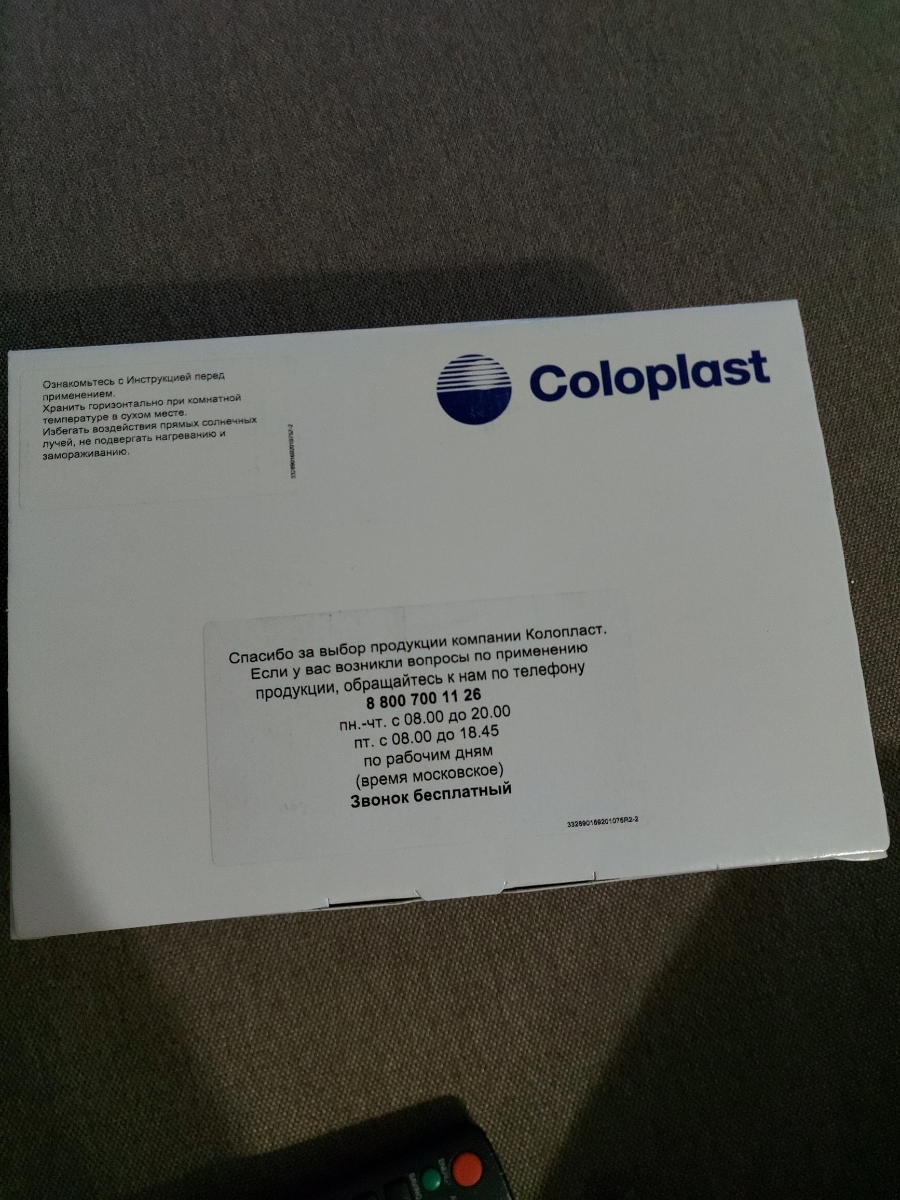 Coloplast
Ознакомьтесь с Инструкцией перед
применением.
Хранить горизонтально при комнатной
температуре в сухом месте.
Избегать воздействия прямых солнечных
лучей, не подвергать нагреванию и
замораживанию.
Спасибо за выбор продукции компании Колопласт.
Если у вас возникли вопросы по применению
продукции, обращайтесь к нам по телефону
8 800 700 11 26
пн.-чт. с 08.00 до 20.00
пт. с 08.00 до 18.45
по рабочим дням
(время московское)
Звонок бесплатный
332890169201076R2-2